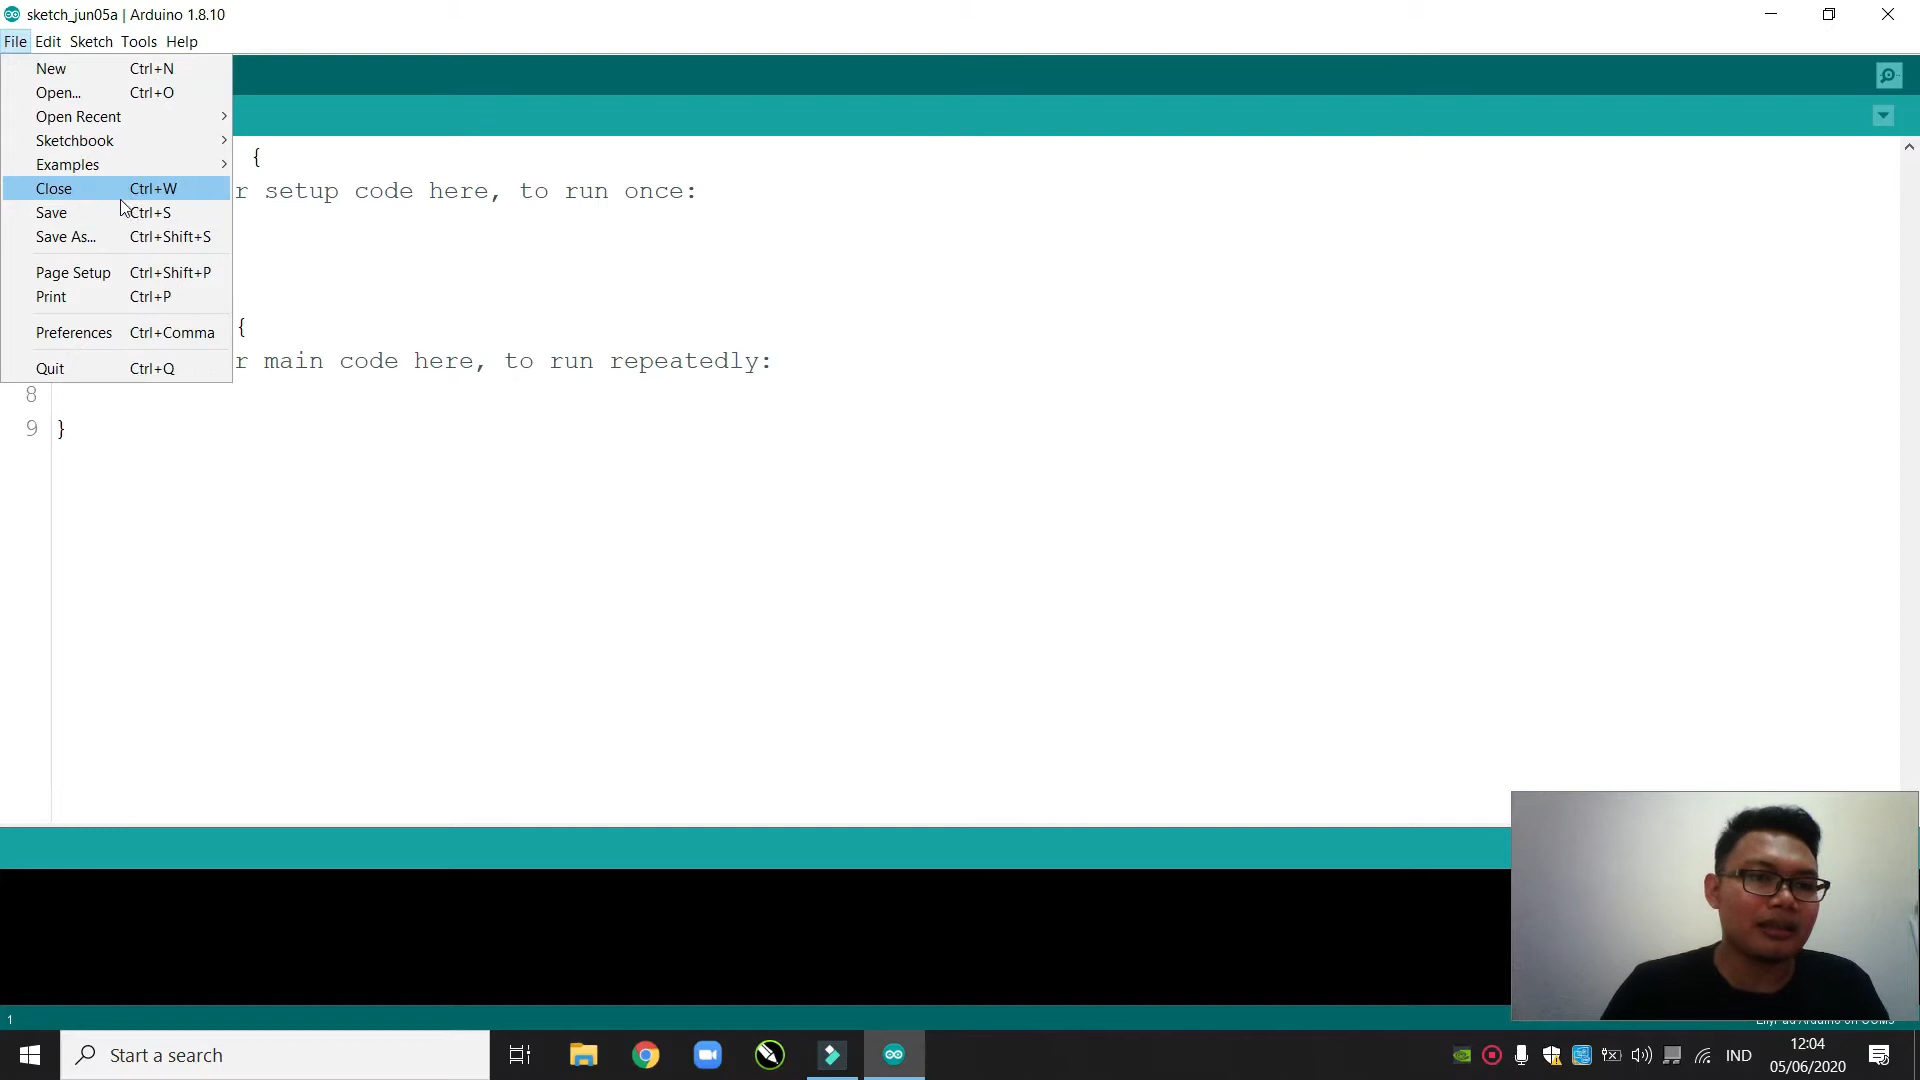 sketch_jun05a | Arduino 1.8.10
File Edit Sketch Tools Help
New Ctrl+N
Open... Ctrl+O
Open Recent
Sketchbook
Examples
Close Ctrl+W
Save Ctrl+S
Save As... Ctrl+Shift+S
Page Setup Ctrl+Shift+P
Print Ctrl+P
Preferences Ctrl+Comma
Quit Ctrl+Q
{
r setup code here, to run once:
{
r main code here, to run repeatedly:
8
9 }
1
Start a search
IND
12:04
05/06/2020